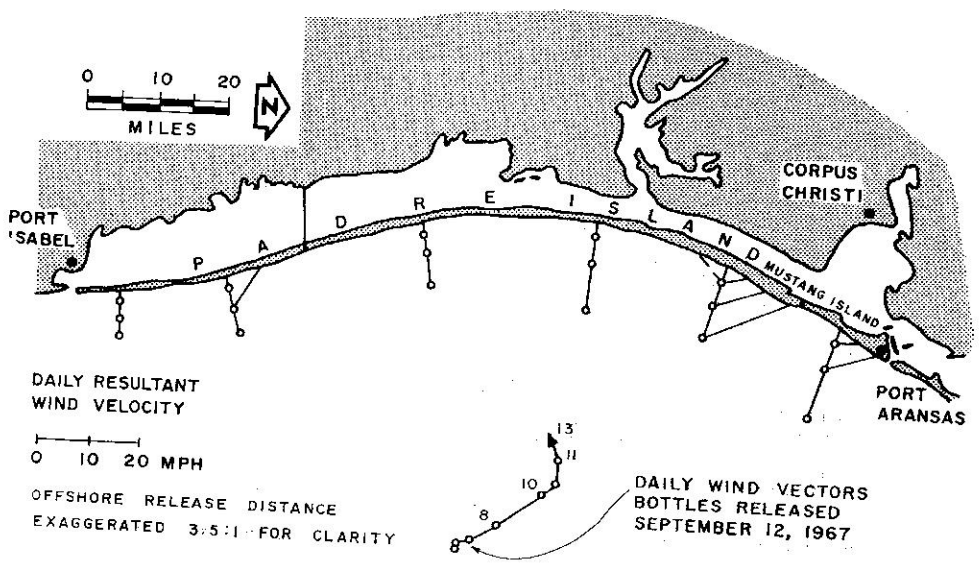 0 10 20
MILES
N
PORT
ISABEL
PADRE ISLAND
CORPUS
CHRISTI
MUSTANG ISLAND
PORT
ARANSAS
DAILY RESULTANT
WIND VELOCITY
0 10 20 MPH
OFFSHORE RELEASE DISTANCE
EXAGGERATED 3.5:1 FOR CLARITY
13
11
10
8
8
DAILY WIND VECTORS
BOTTLES RELEASED
SEPTEMBER 12, 1967